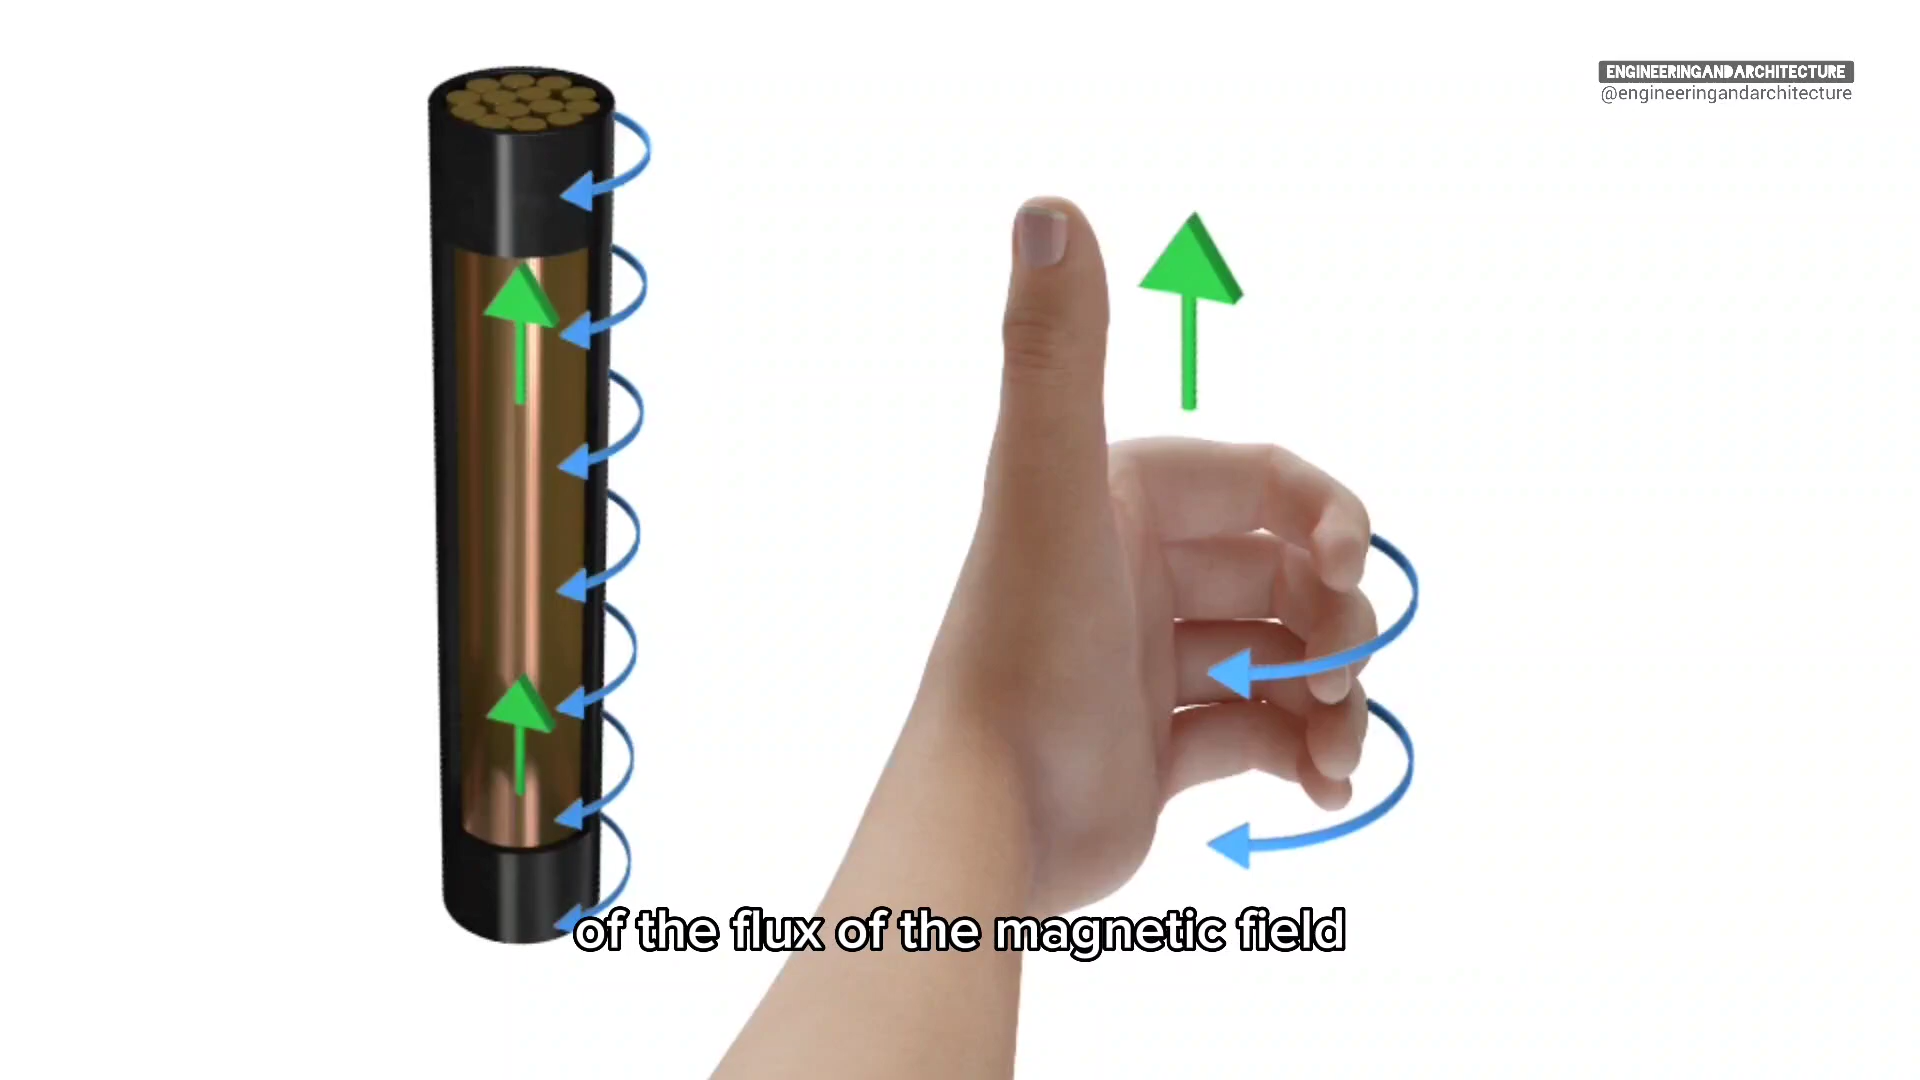 ENGINEERINGANDARCHITECTURE
@engineeringandarchitecture
of the flux of the magnetic field